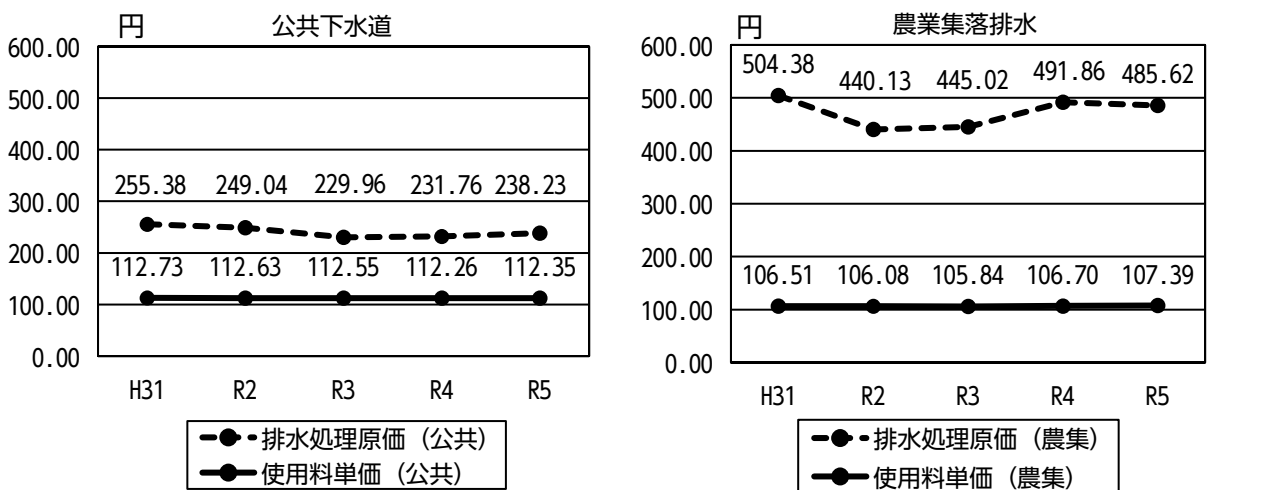 円
公共下水道
600.00
500.00
400.00
300.00
200.00
100.00
0.00
255.38 249.04 229.96 231.76 238.23
112.73 112.63 112.55 112.26 112.35
H31 R2 R3 R4 R5
排水処理原価（公共）
使用料単価（公共）
円
農業集落排水
600.00
500.00
400.00
300.00
200.00
100.00
0.00
504.38 440.13 445.02 491.86 485.62
106.51 106.08 105.84 106.70 107.39
H31 R2 R3 R4 R5
排水処理原価（農集）
使用料単価（農集）